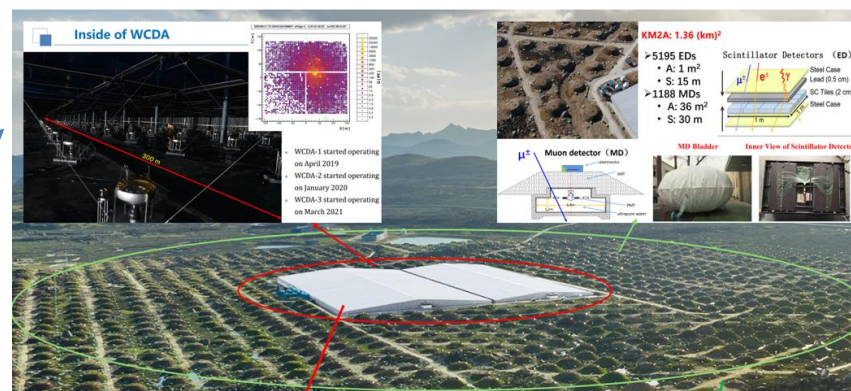 Inside of WCDA
300 m
WCDA-1 started operating
on April 2019
WCDA-2 started operating
on January 2020
WCDA-3 started operating
on March 2021
KM2A: 1.36 (km)²
➢5195 EDs
• A: 1 m²
• S: 15 m
➢1188 MDs
• A: 36 m²
• S: 30 m
Scintillator Detectors (ED)
μ±
e±
γ
Steel Case
Lead (0.5 cm)
SC Tiles (2 cm)
Steel Case
1 m
1 m
Muon detector (MD)
μ±
electronics
soil
PMT
ultrapure water
MD Bladder
Inner View of Scintillator Detector